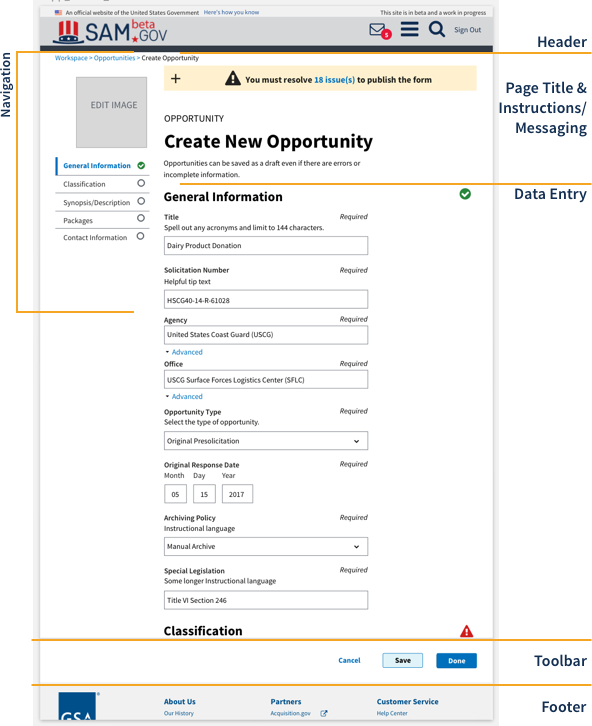 An official website of the United States Government Here's how you know
This site is in beta and a work in progress
SAM beta .GOV
5
Sign Out
Header
Workspace > Opportunities > Create Opportunity
Navigation
+
You must resolve 18 issue(s) to publish the form
Page Title &
Instructions/
Messaging
EDIT IMAGE
OPPORTUNITY
Create New Opportunity
Opportunities can be saved as a draft even if there are errors or
incomplete information.
General Information
Classification
Synopsis/Description
Packages
Contact Information
Data Entry
General Information
Title Required
Spell out any acronyms and limit to 144 characters.
Dairy Product Donation
Solicitation Number Required
Helpful tip text
HSCG40-14-R-61028
Agency Required
United States Coast Guard (USCG)
Advanced
Office Required
USCG Surface Forces Logistics Center (SFLC)
Advanced
Opportunity Type Required
Select the type of opportunity.
Original Presolicitation
Original Response Date Required
Month Day Year
05 15 2017
Archiving Policy Required
Instructional language
Manual Archive
Special Legislation Required
Some longer Instructional language
Title VI Section 246
Classification
Cancel Save Done
Toolbar
Footer
GSA
About Us Partners Customer Service
Our History Acquisition.gov Help Center